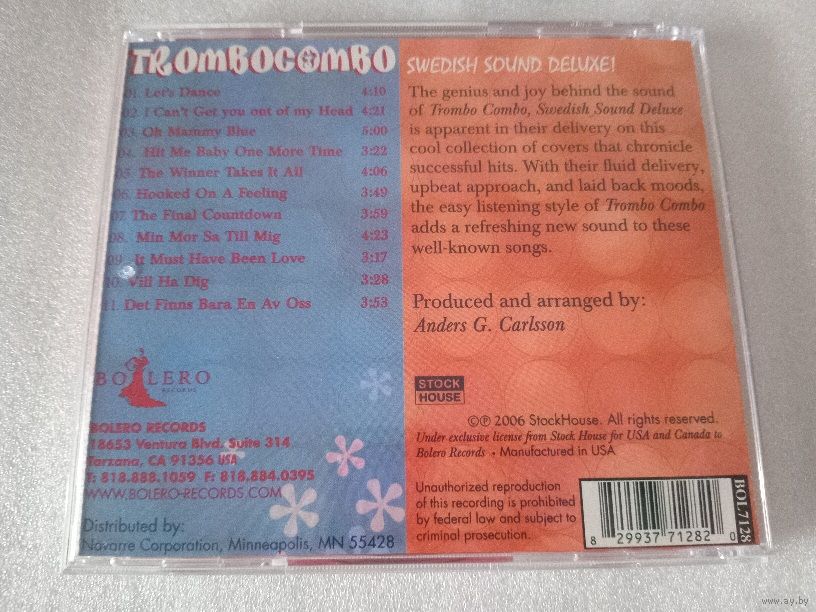 TROMBOCOMBO
01. Let's Dance 4:10
02. I Can't Get you out of my Head 4:21
03. Oh Mammy Blue 5:00
04. Hit Me Baby One More Time 3:22
05. The Winner Takes It All 4:06
06. Hooked On A Feeling 3:49
07. The Final Countdown 3:59
08. Min Mor Sa Till Mig 4:23
09. It Must Have Been Love 3:17
10. Vill Ha Dig 3:28
11. Det Finns Bara En Av Oss 3:53
BOLERO
RECORDS
BOLERO RECORDS
18653 Ventura Blvd. Suite 314
Tarzana, CA 91356 USA
T: 818.888.1059 F: 818.884.0395
WWW.BOLERO-RECORDS.COM
Distributed by:
Navarre Corporation, Minneapolis, MN 55428
SWEDISH SOUND DELUXE!
The genius and joy behind the sound
of Trombo Combo, Swedish Sound Deluxe
is apparent in their delivery on this
cool collection of covers that chronicle
successful hits. With their fluid delivery,
upbeat approach, and laid back moods,
the easy listening style of Trombo Combo
adds a refreshing new sound to these
well-known songs.
Produced and arranged by:
Anders G. Carlsson
STOCK
HOUSE
©℗ 2006 StockHouse. All rights reserved.
Under exclusive license from Stock House for USA and Canada to
Bolero Records • Manufactured in USA
Unauthorized reproduction
of this recording is prohibited
by federal law and subject to
criminal prosecution.
8 29937 71282 0
BOL7128
www.ay.by